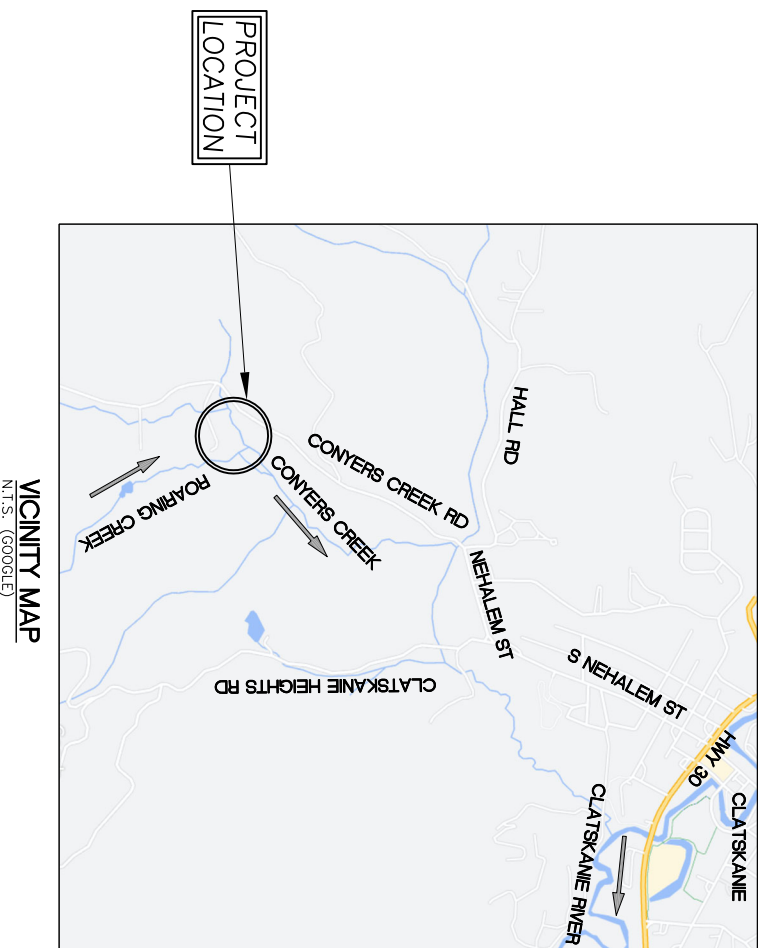 PROJECT
LOCATION
HALL RD
CONYERS CREEK RD
CONYERS CREEK
ROARING CREEK
NEHALEM ST
S NEHALEM ST
CLATSKANIE HEIGHTS RD
HWY 30
CLATSKANIE
CLATSKANIE RIVER
VICINITY MAP
N.T.S. (GOOGLE)